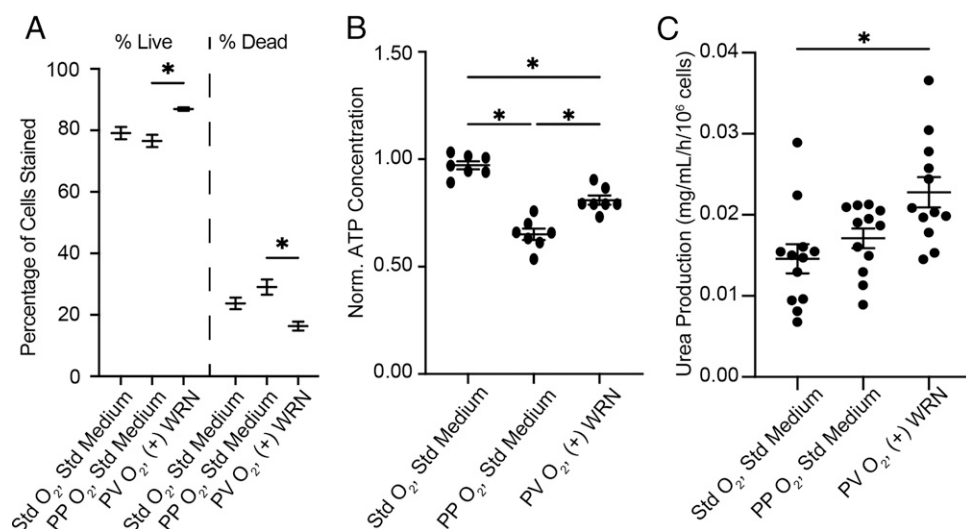 A
% Live
% Dead
*
*
Percentage of Cells Stained
100
80
60
40
20
0
Std O₂, Std Medium
PP O₂, Std Medium
PV O₂, (+) WRN
Std O₂, Std Medium
PP O₂, Std Medium
PV O₂, (+) WRN
B
*
*
*
Norm. ATP Concentration
1.50
1.00
0.50
0.00
Std O₂, Std Medium
PP O₂, Std Medium
PV O₂, (+) WRN
C
*
Urea Production (mg/mL/h/10⁶ cells)
0.04
0.03
0.02
0.01
0.00
Std O₂, Std Medium
PP O₂, Std Medium
PV O₂, (+) WRN